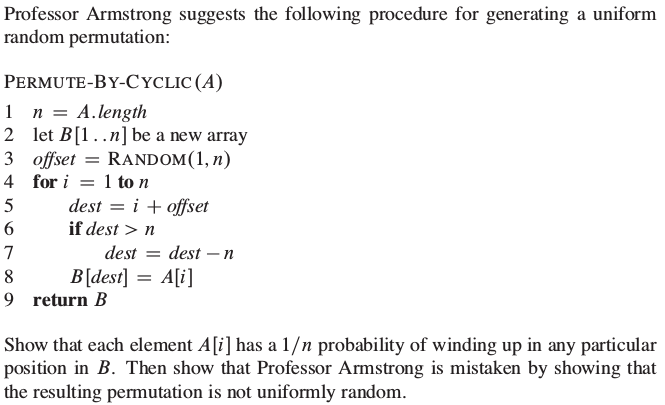 Professor Armstrong suggests the following procedure for generating a uniform
random permutation:
PERMUTE-BY-CYCLIC(A)
1 n = A.length
2 let B[1..n] be a new array
3 offset = RANDOM(1, n)
4 for i = 1 to n
5 dest = i + offset
6 if dest > n
7 dest = dest − n
8 B[dest] = A[i]
9 return B
Show that each element A[i] has a 1/n probability of winding up in any particular
position in B. Then show that Professor Armstrong is mistaken by showing that
the resulting permutation is not uniformly random.